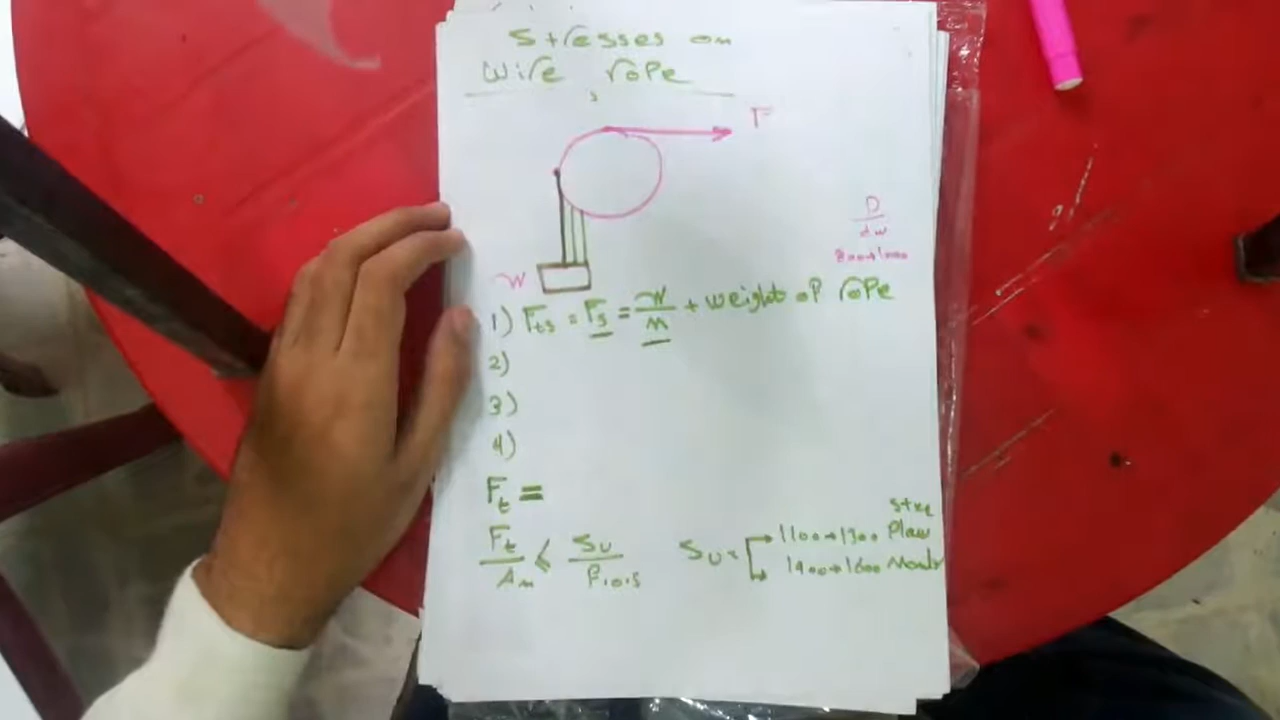 Stresses on
wire rope
F
D
dw
800→1000
W
1) Fts = Fs = W/m + weight of rope
2)
3)
4)
Ft =
Ft/Am ≤ Su/F.o.s
Su = 1100→1300 Plow
1400→1600